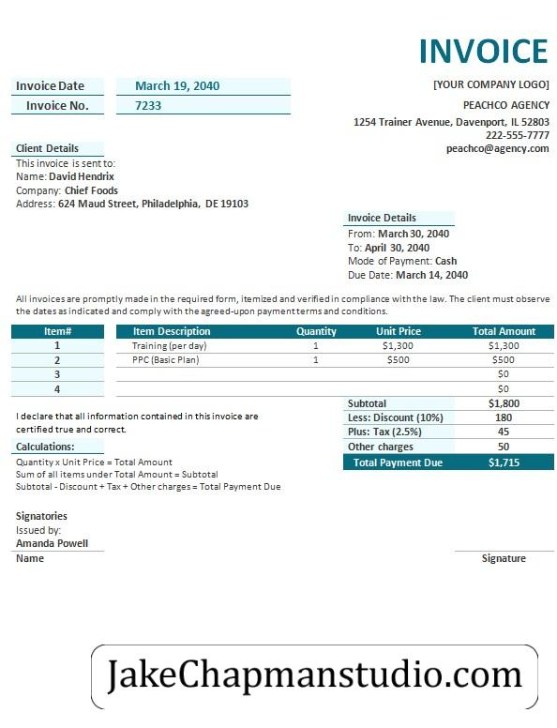 INVOICE
Invoice Date March 19, 2040
Invoice No. 7233
[YOUR COMPANY LOGO]
PEACHCO AGENCY
1254 Trainer Avenue, Davenport, IL 52803
222-555-7777
peachco@agency.com
Client Details
This invoice is sent to:
Name: David Hendrix
Company: Chief Foods
Address: 624 Maud Street, Philadelphia, DE 19103
Invoice Details
From: March 30, 2040
To: April 30, 2040
Mode of Payment: Cash
Due Date: March 14, 2040
All invoices are promptly made in the required form, itemized and verified in compliance with the law. The client must observe
the dates as indicated and comply with the agreed-upon payment terms and conditions.
Item# Item Description Quantity Unit Price Total Amount
1 Training (per day) 1 $1,300 $1,300
2 PPC (Basic Plan) 1 $500 $500
3 $0
4 $0
Subtotal $1,800
Less: Discount (10%) 180
Plus: Tax (2.5%) 45
Other charges 50
Total Payment Due $1,715
I declare that all information contained in this invoice are
certified true and correct.
Calculations:
Quantity x Unit Price = Total Amount
Sum of all items under Total Amount = Subtotal
Subtotal - Discount + Tax + Other charges = Total Payment Due
Signatories
Issued by:
Amanda Powell
Name Signature
JakeChapmanstudio.com